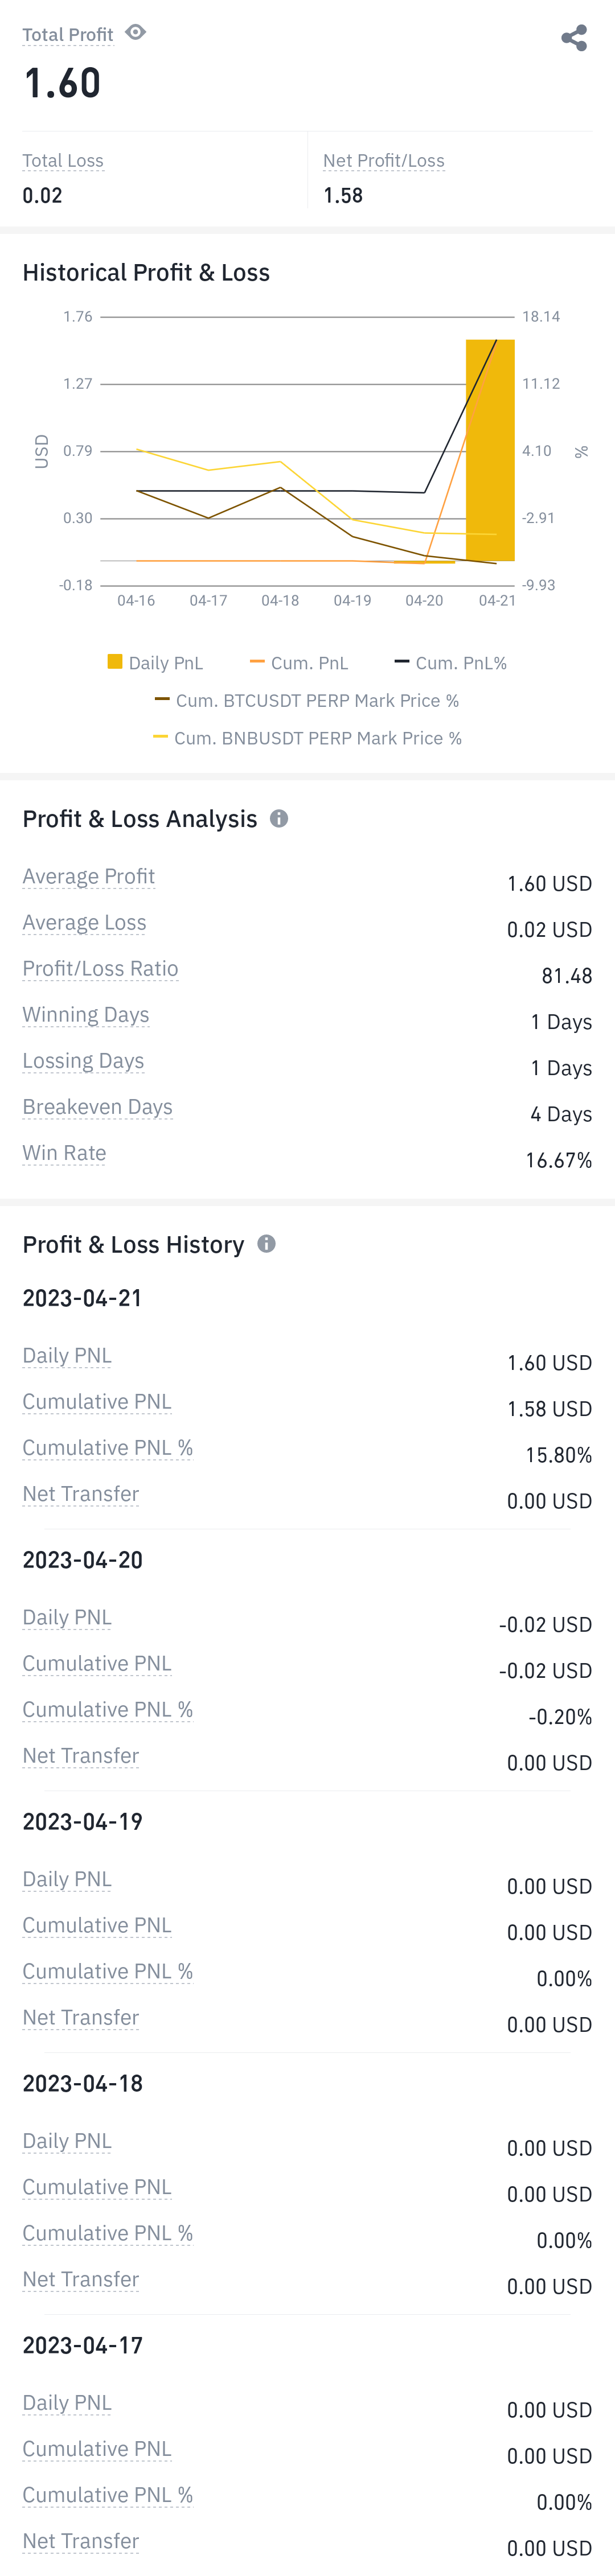 Total Profit
1.60
Total Loss
Net Profit/Loss
0.02
1.58
Historical Profit & Loss
1.76
18.14
1.27
11.12
USD
0.79
4.10
%
0.30
-2.91
-0.18
-9.93
04-16 04-17 04-18 04-19 04-20 04-21
Daily PnL Cum. PnL Cum. PnL%
Cum. BTCUSDT PERP Mark Price %
Cum. BNBUSDT PERP Mark Price %
Profit & Loss Analysis
Average Profit 1.60 USD
Average Loss 0.02 USD
Profit/Loss Ratio 81.48
Winning Days 1 Days
Lossing Days 1 Days
Breakeven Days 4 Days
Win Rate 16.67%
Profit & Loss History
2023-04-21
Daily PNL 1.60 USD
Cumulative PNL 1.58 USD
Cumulative PNL % 15.80%
Net Transfer 0.00 USD
2023-04-20
Daily PNL -0.02 USD
Cumulative PNL -0.02 USD
Cumulative PNL % -0.20%
Net Transfer 0.00 USD
2023-04-19
Daily PNL 0.00 USD
Cumulative PNL 0.00 USD
Cumulative PNL % 0.00%
Net Transfer 0.00 USD
2023-04-18
Daily PNL 0.00 USD
Cumulative PNL 0.00 USD
Cumulative PNL % 0.00%
Net Transfer 0.00 USD
2023-04-17
Daily PNL 0.00 USD
Cumulative PNL 0.00 USD
Cumulative PNL % 0.00%
Net Transfer 0.00 USD